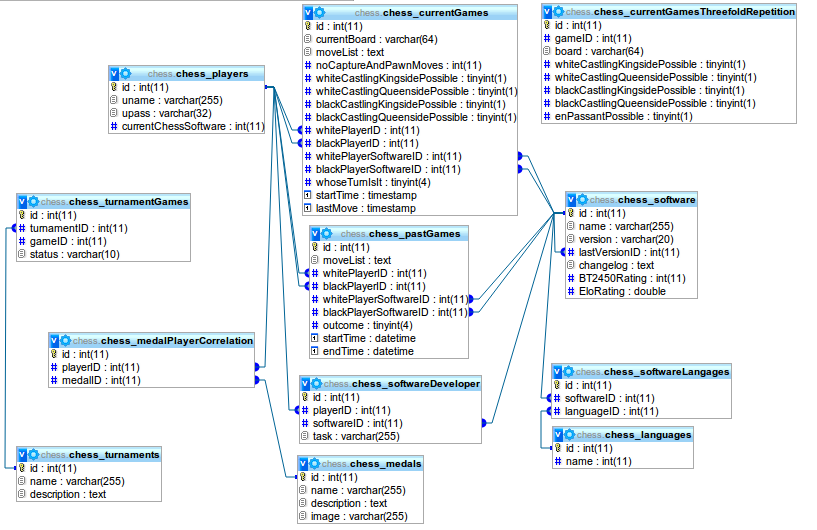 chess.chess_currentGames
id : int(11)
currentBoard : varchar(64)
moveList : text
noCaptureAndPawnMoves : int(11)
whiteCastlingKingsidePossible : tinyint(1)
whiteCastlingQueensidePossible : tinyint(1)
blackCastlingKingsidePossible : tinyint(1)
blackCastlingQueensidePossible : tinyint(1)
whitePlayerID : int(11)
blackPlayerID : int(11)
whitePlayerSoftwareID : int(11)
blackPlayerSoftwareID : int(11)
whoseTurnIsIt : tinyint(4)
startTime : timestamp
lastMove : timestamp
chess.chess_currentGamesThreefoldRepetition
id : int(11)
gameID : int(11)
board : varchar(64)
whiteCastlingKingsidePossible : tinyint(1)
whiteCastlingQueensidePossible : tinyint(1)
blackCastlingKingsidePossible : tinyint(1)
blackCastlingQueensidePossible : tinyint(1)
enPassantPossible : tinyint(1)
chess.chess_players
id : int(11)
uname : varchar(255)
upass : varchar(32)
currentChessSoftware : int(11)
chess.chess_turnamentGames
id : int(11)
turnamentID : int(11)
gameID : int(11)
status : varchar(10)
chess.chess_pastGames
id : int(11)
moveList : text
whitePlayerID : int(11)
blackPlayerID : int(11)
whitePlayerSoftwareID : int(11)
blackPlayerSoftwareID : int(11)
outcome : tinyint(4)
startTime : datetime
endTime : datetime
chess.chess_software
id : int(11)
name : varchar(255)
version : varchar(20)
lastVersionID : int(11)
changelog : text
BT2450Rating : int(11)
EloRating : double
chess.chess_medalPlayerCorrelation
id : int(11)
playerID : int(11)
medalID : int(11)
chess.chess_softwareDeveloper
id : int(11)
playerID : int(11)
softwareID : int(11)
task : varchar(255)
chess.chess_softwareLangages
id : int(11)
softwareID : int(11)
languageID : int(11)
chess.chess_languages
id : int(11)
name : int(11)
chess.chess_turnaments
id : int(11)
name : varchar(255)
description : text
chess.chess_medals
id : int(11)
name : varchar(255)
description : text
image : varchar(255)